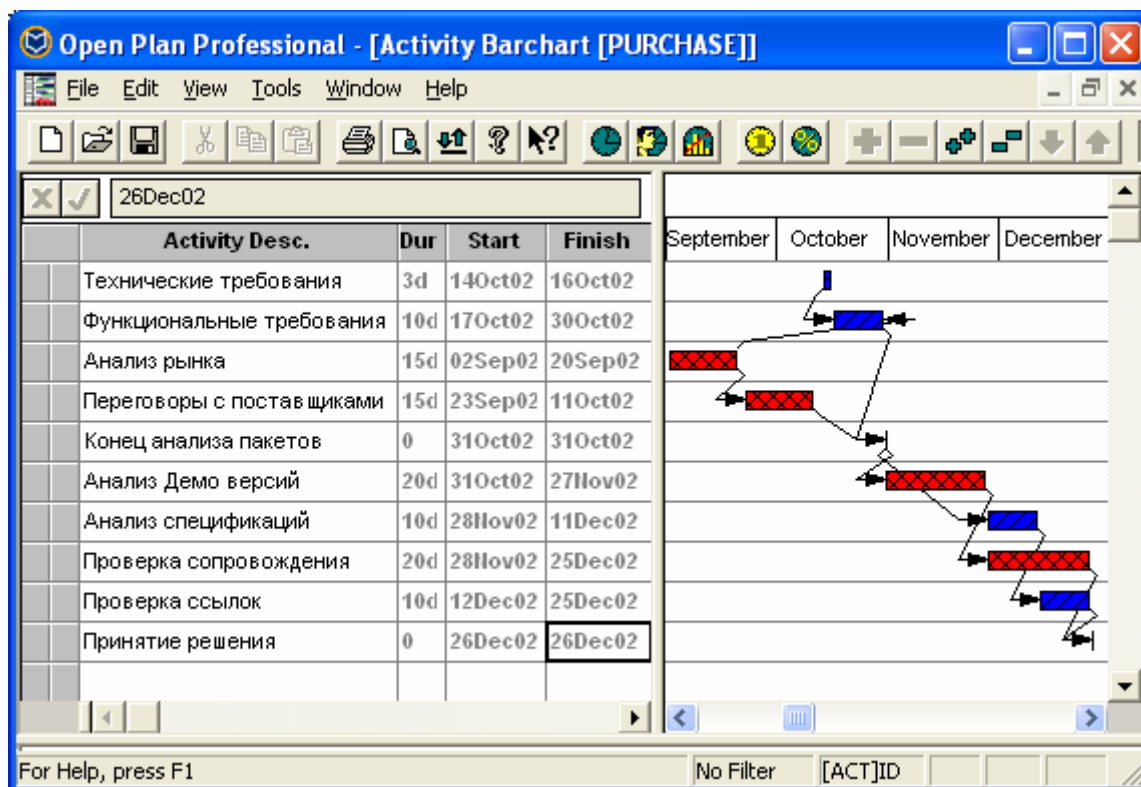 Open Plan Professional - [Activity Barchart [PURCHASE]]
File Edit View Tools Window Help
26Dec02
Activity Desc. Dur Start Finish September October November December
Технические требования 3d 14Oct02 16Oct02
Функциональные требования 10d 17Oct02 30Oct02
Анализ рынка 15d 02Sep02 20Sep02
Переговоры с поставщиками 15d 23Sep02 11Oct02
Конец анализа пакетов 0 31Oct02 31Oct02
Анализ Демо версий 20d 31Oct02 27Nov02
Анализ спецификаций 10d 28Nov02 11Dec02
Проверка сопровождения 20d 28Nov02 25Dec02
Проверка ссылок 10d 12Dec02 25Dec02
Принятие решения 0 26Dec02 26Dec02
For Help, press F1 No Filter [ACT]ID